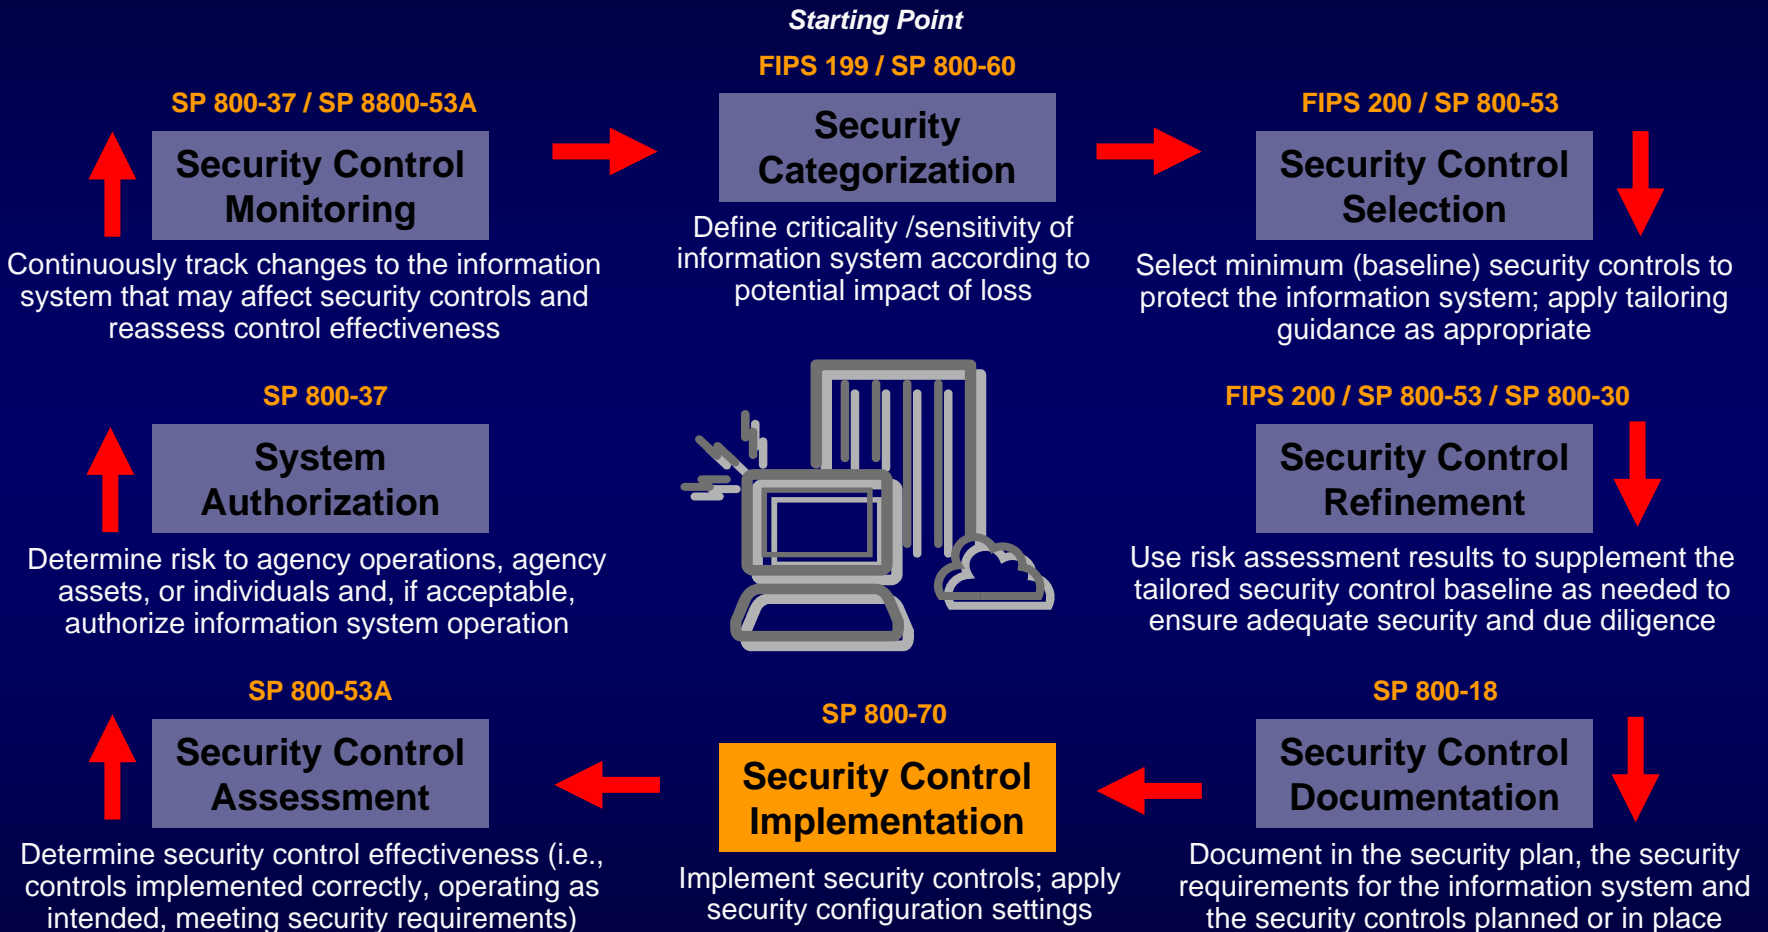 Starting Point
FIPS 199 / SP 800-60
Security
Categorization
Define criticality /sensitivity of
information system according to
potential impact of loss
FIPS 200 / SP 800-53
Security Control
Selection
Select minimum (baseline) security controls to
protect the information system; apply tailoring
guidance as appropriate
FIPS 200 / SP 800-53 / SP 800-30
Security Control
Refinement
Use risk assessment results to supplement the
tailored security control baseline as needed to
ensure adequate security and due diligence
SP 800-18
Security Control
Documentation
Document in the security plan, the security
requirements for the information system and
the security controls planned or in place
SP 800-70
Security Control
Implementation
Implement security controls; apply
security configuration settings
SP 800-53A
Security Control
Assessment
Determine security control effectiveness (i.e.,
controls implemented correctly, operating as
intended, meeting security requirements)
SP 800-37
System
Authorization
Determine risk to agency operations, agency
assets, or individuals and, if acceptable,
authorize information system operation
SP 800-37 / SP 8800-53A
Security Control
Monitoring
Continuously track changes to the information
system that may affect security controls and
reassess control effectiveness